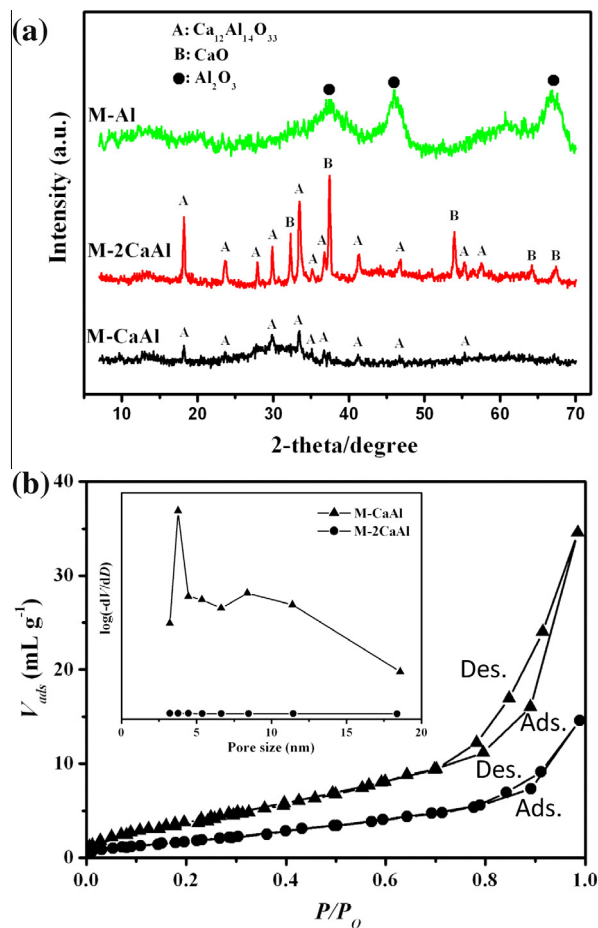 (a)
A: Ca12Al14O33
B: CaO
●: Al2O3
M-Al
M-2CaAl
A A A A B A A A B A A B A A B B
M-CaAl
A A A A A A A A A
Intensity (a.u.)
10 20 30 40 50 60 70
2-theta/degree
(b)
40
30
20
10
0
Vads (mL g-1)
M-CaAl
M-2CaAl
log(-dV/dD)
0 5 10 15 20
Pore size (nm)
Des.
Ads.
Des.
Ads.
0.0 0.2 0.4 0.6 0.8 1.0
P/PO